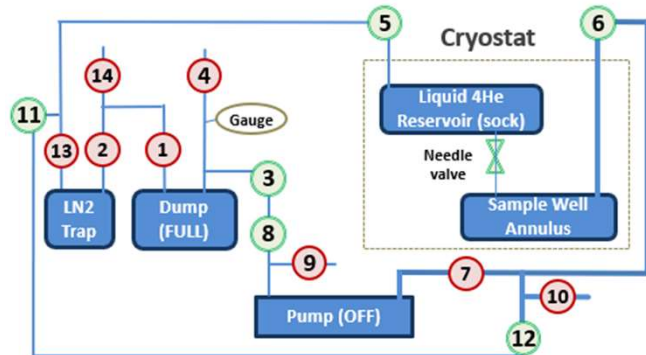 5
6
Cryostat
14
4
Liquid 4He
Reservoir (sock)
11
Gauge
13
2
1
3
Needle
valve
LN2
Trap
Dump
(FULL)
Sample Well
Annulus
8
9
7
10
Pump (OFF)
12